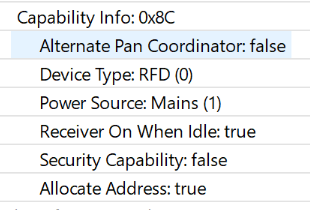 Capability Info: 0x8C
Alternate Pan Coordinator: false
Device Type: RFD (0)
Power Source: Mains (1)
Receiver On When Idle: true
Security Capability: false
Allocate Address: true